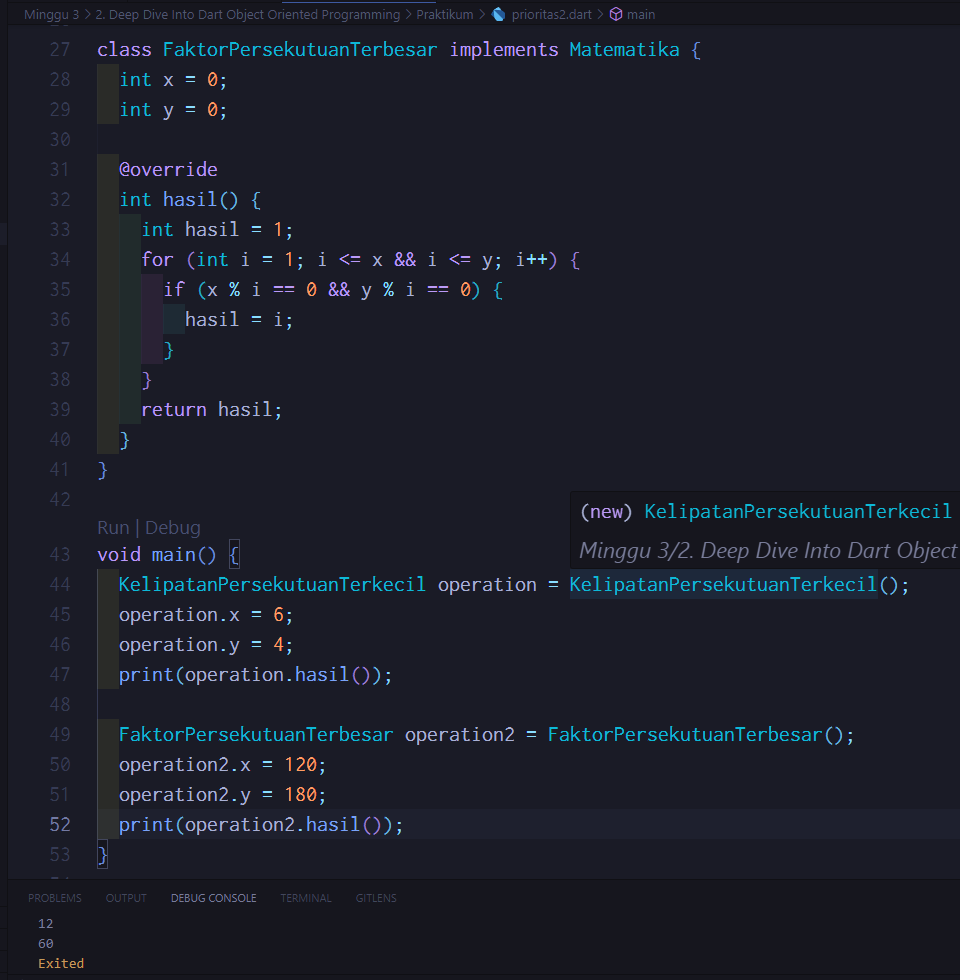 Minggu 3 > 2. Deep Dive Into Dart Object Oriented Programming > Praktikum > prioritas2.dart > main
27 class FaktorPersekutuanTerbesar implements Matematika {
28 int x = 0;
29 int y = 0;
30
31 @override
32 int hasil() {
33 int hasil = 1;
34 for (int i = 1; i <= x && i <= y; i++) {
35 if (x % i == 0 && y % i == 0) {
36 hasil = i;
37 }
38 }
39 return hasil;
40 }
41 }
42
(new) KelipatanPersekutuanTerkecil
Minggu 3/2. Deep Dive Into Dart Object
Run | Debug
43 void main() {
44 KelipatanPersekutuanTerkecil operation = KelipatanPersekutuanTerkecil();
45 operation.x = 6;
46 operation.y = 4;
47 print(operation.hasil());
48
49 FaktorPersekutuanTerbesar operation2 = FaktorPersekutuanTerbesar();
50 operation2.x = 120;
51 operation2.y = 180;
52 print(operation2.hasil());
53 }
PROBLEMS OUTPUT DEBUG CONSOLE TERMINAL GITLENS
12
60
Exited